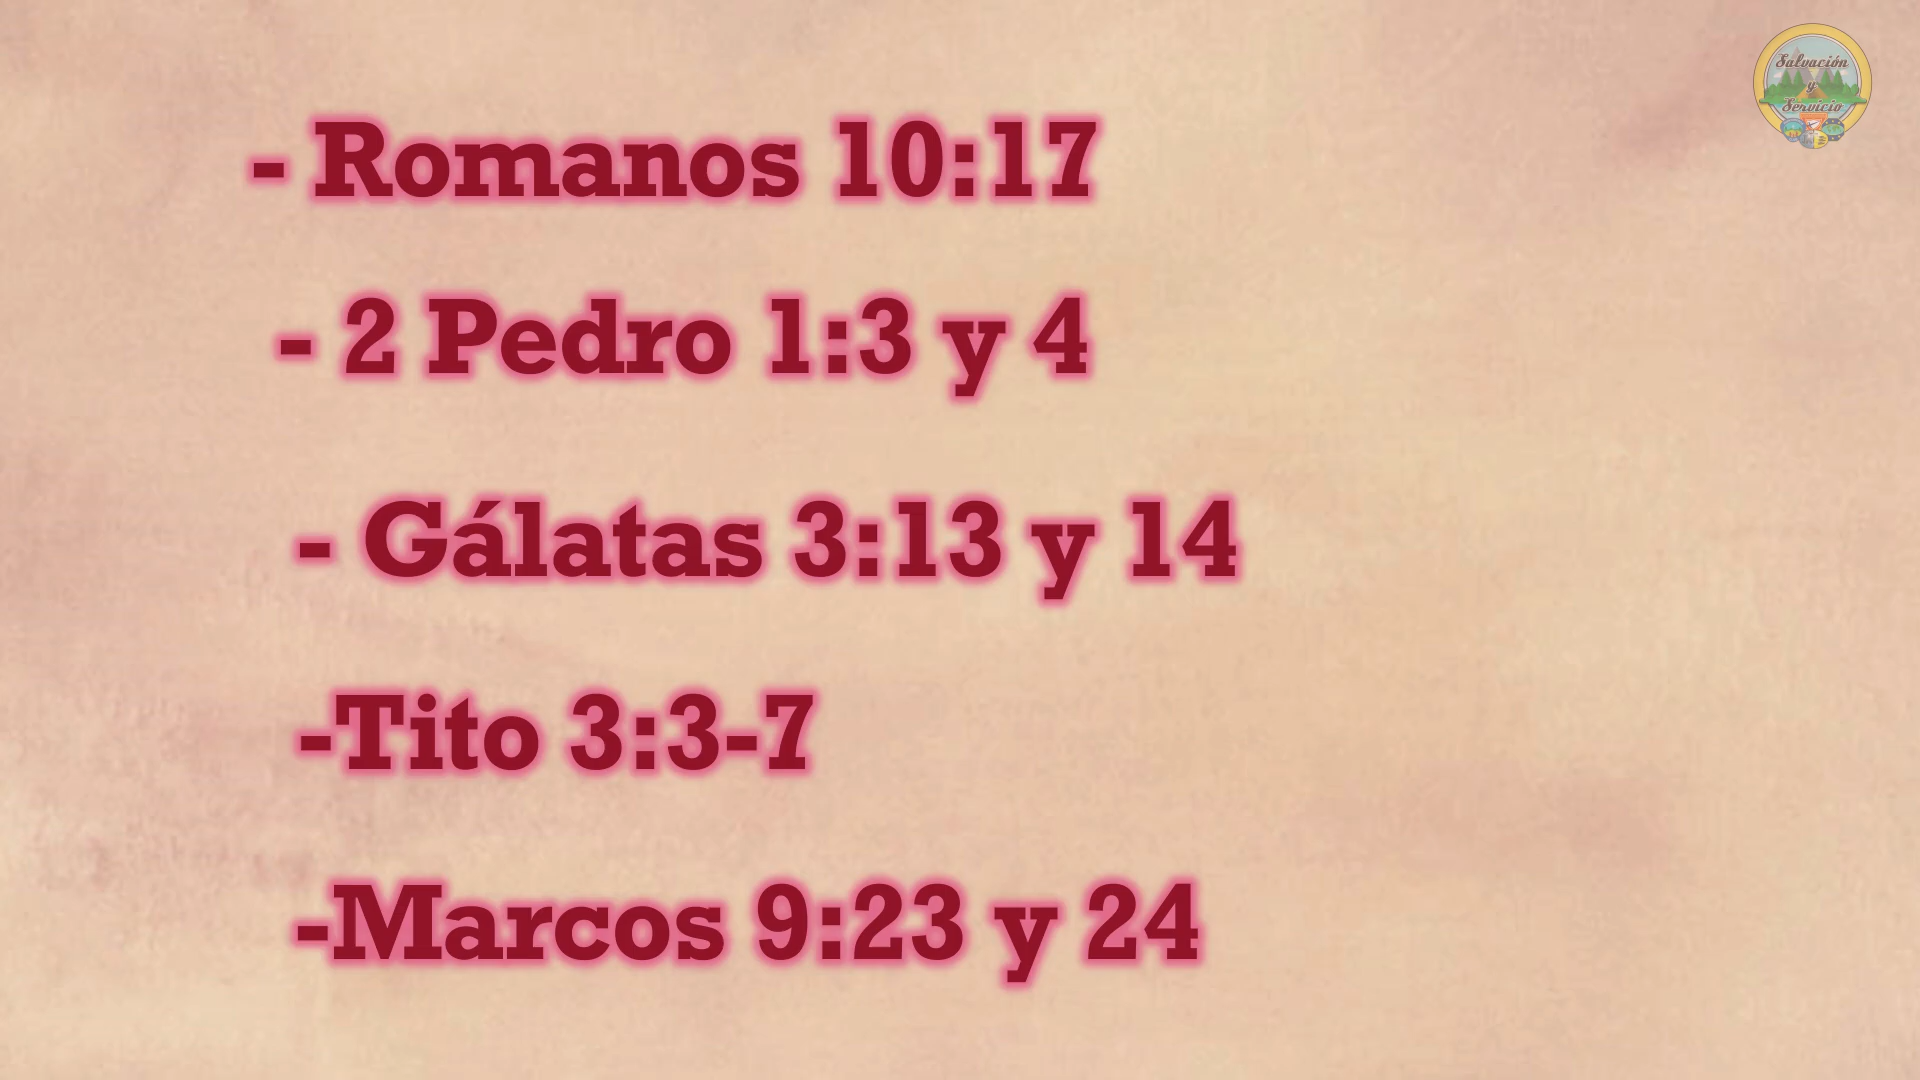 Salvación
y
Servicio
- Romanos 10:17
- 2 Pedro 1:3 y 4
- Gálatas 3:13 y 14
-Tito 3:3-7
-Marcos 9:23 y 24